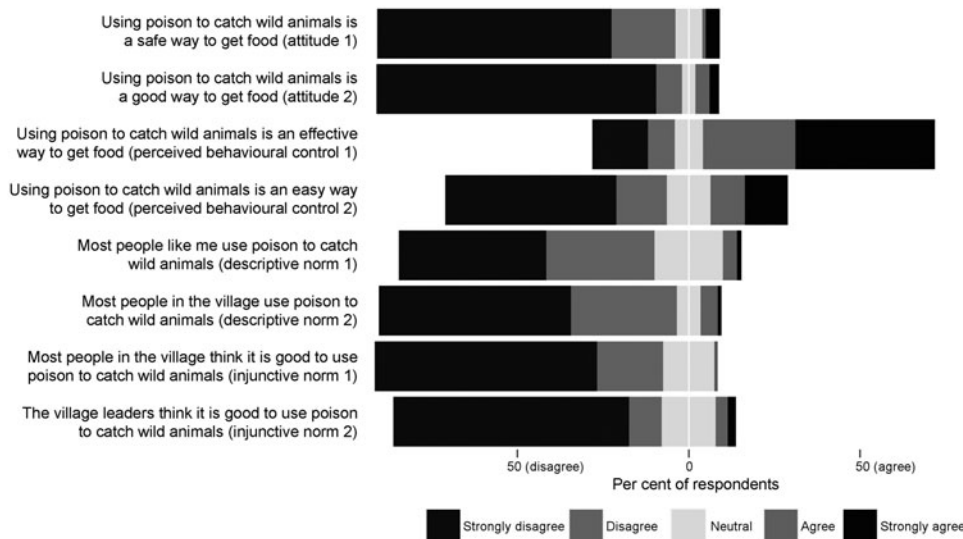 Using poison to catch wild animals is
a safe way to get food (attitude 1)
Using poison to catch wild animals is
a good way to get food (attitude 2)
Using poison to catch wild animals is an effective
way to get food (perceived behavioural control 1)
Using poison to catch wild animals is an easy way
to get food (perceived behavioural control 2)
Most people like me use poison to catch
wild animals (descriptive norm 1)
Most people in the village use poison to
catch wild animals (descriptive norm 2)
Most people in the village think it is good to use
poison to catch wild animals (injunctive norm 1)
The village leaders think it is good to use poison
to catch wild animals (injunctive norm 2)
50 (disagree) 0 50 (agree)
Per cent of respondents
Strongly disagree Disagree Neutral Agree Strongly agree